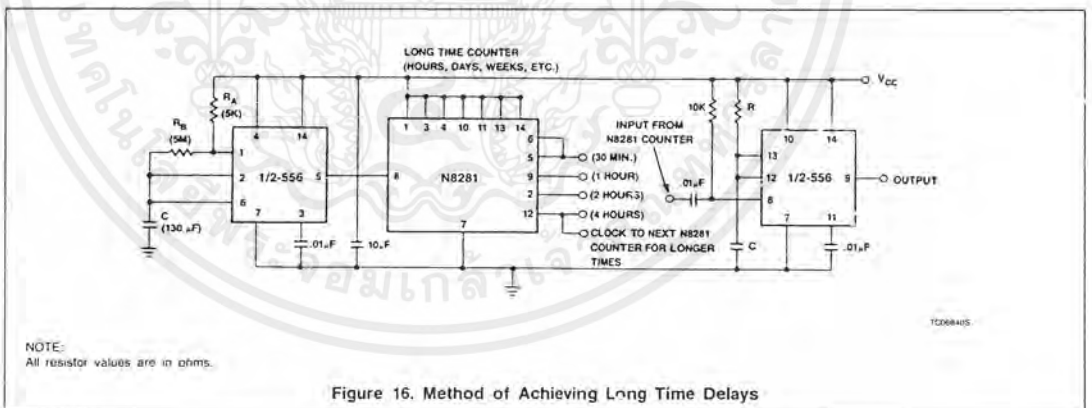 LONG TIME COUNTER
(HOURS, DAYS, WEEKS, ETC.)
VCC
RA
(5K)
RB
(5M)
C
(130 µF)
4
14
1
2
6
7
3
5
1/2-556
.01µF
10µF
1
3
4
10
11
13
14
8
N8281
7
6
5
9
2
12
(30 MIN.)
(1 HOUR)
(2 HOURS)
(4 HOURS)
CLOCK TO NEXT N8281
COUNTER FOR LONGER
TIMES
INPUT FROM
N8281 COUNTER
.01µF
10K
R
C
10
14
13
12
8
7
11
9
1/2-556
.01µF
OUTPUT
NOTE:
All resistor values are in ohms.
Figure 16. Method of Achieving Long Time Delays